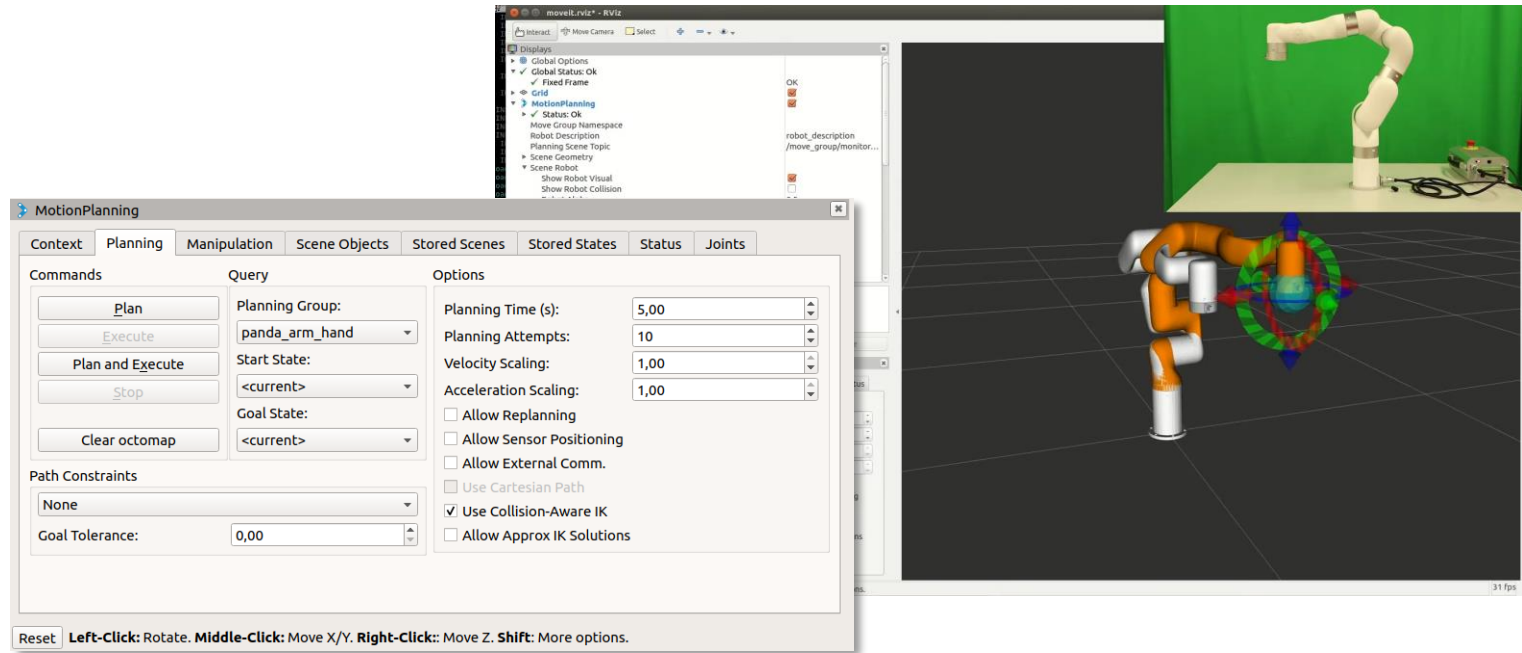 moveit.rviz* - RViz
Interact Move Camera Select
Displays
Global Options
Global Status: Ok
Fixed Frame OK
Grid
MotionPlanning
Status: Ok
Move Group Namespace
Robot Description robot_description
Planning Scene Topic /move_group/monitor...
Scene Geometry
Scene Robot
Show Robot Visual
Show Robot Collision
MotionPlanning
Context Planning Manipulation Scene Objects Stored Scenes Stored States Status Joints
Commands Query Options
Plan Planning Group: Planning Time (s): 5,00
Execute panda_arm_hand Planning Attempts: 10
Plan and Execute Start State: Velocity Scaling: 1,00
Stop <current> Acceleration Scaling: 1,00
Goal State: Allow Replanning
Clear octomap <current> Allow Sensor Positioning
Allow External Comm.
Path Constraints
Use Cartesian Path
None Use Collision-Aware IK
Goal Tolerance: 0,00 Allow Approx IK Solutions
31 fps
Reset Left-Click: Rotate. Middle-Click: Move X/Y. Right-Click:: Move Z. Shift: More options.